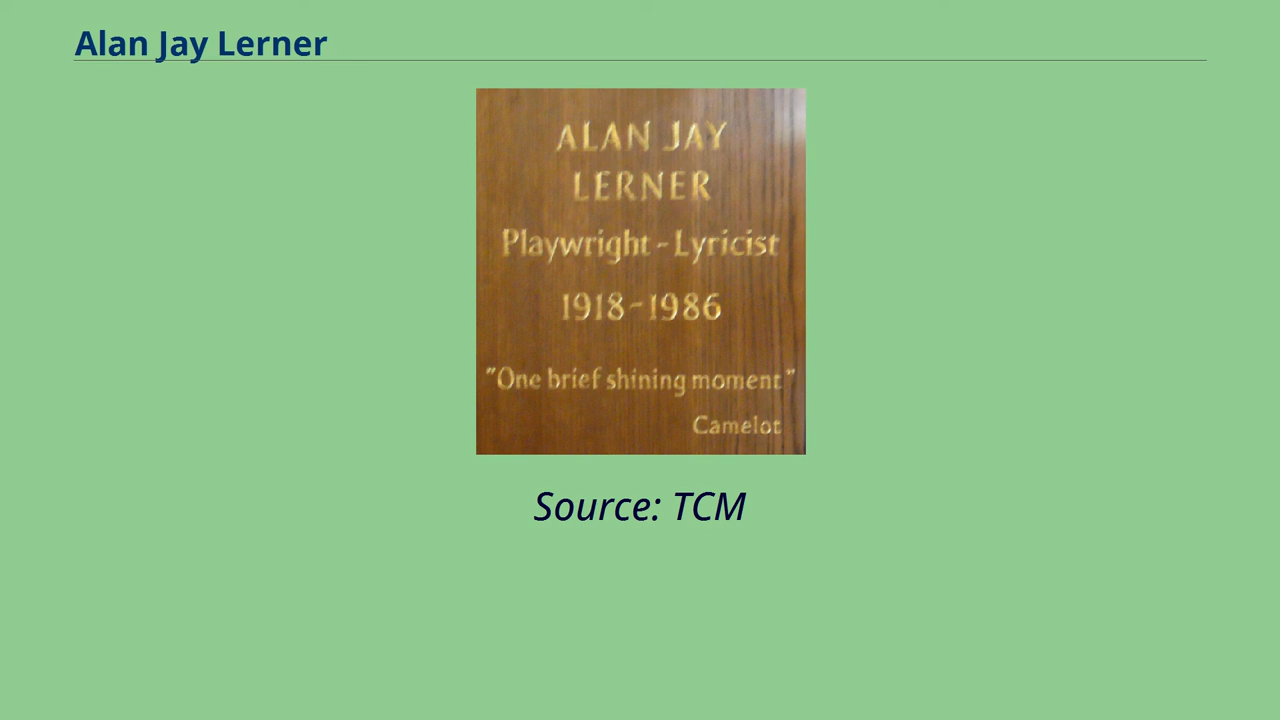 Alan Jay Lerner
ALAN JAY
LERNER
Playwright - Lyricist
1918 - 1986
"One brief shining moment"
Camelot
Source: TCM